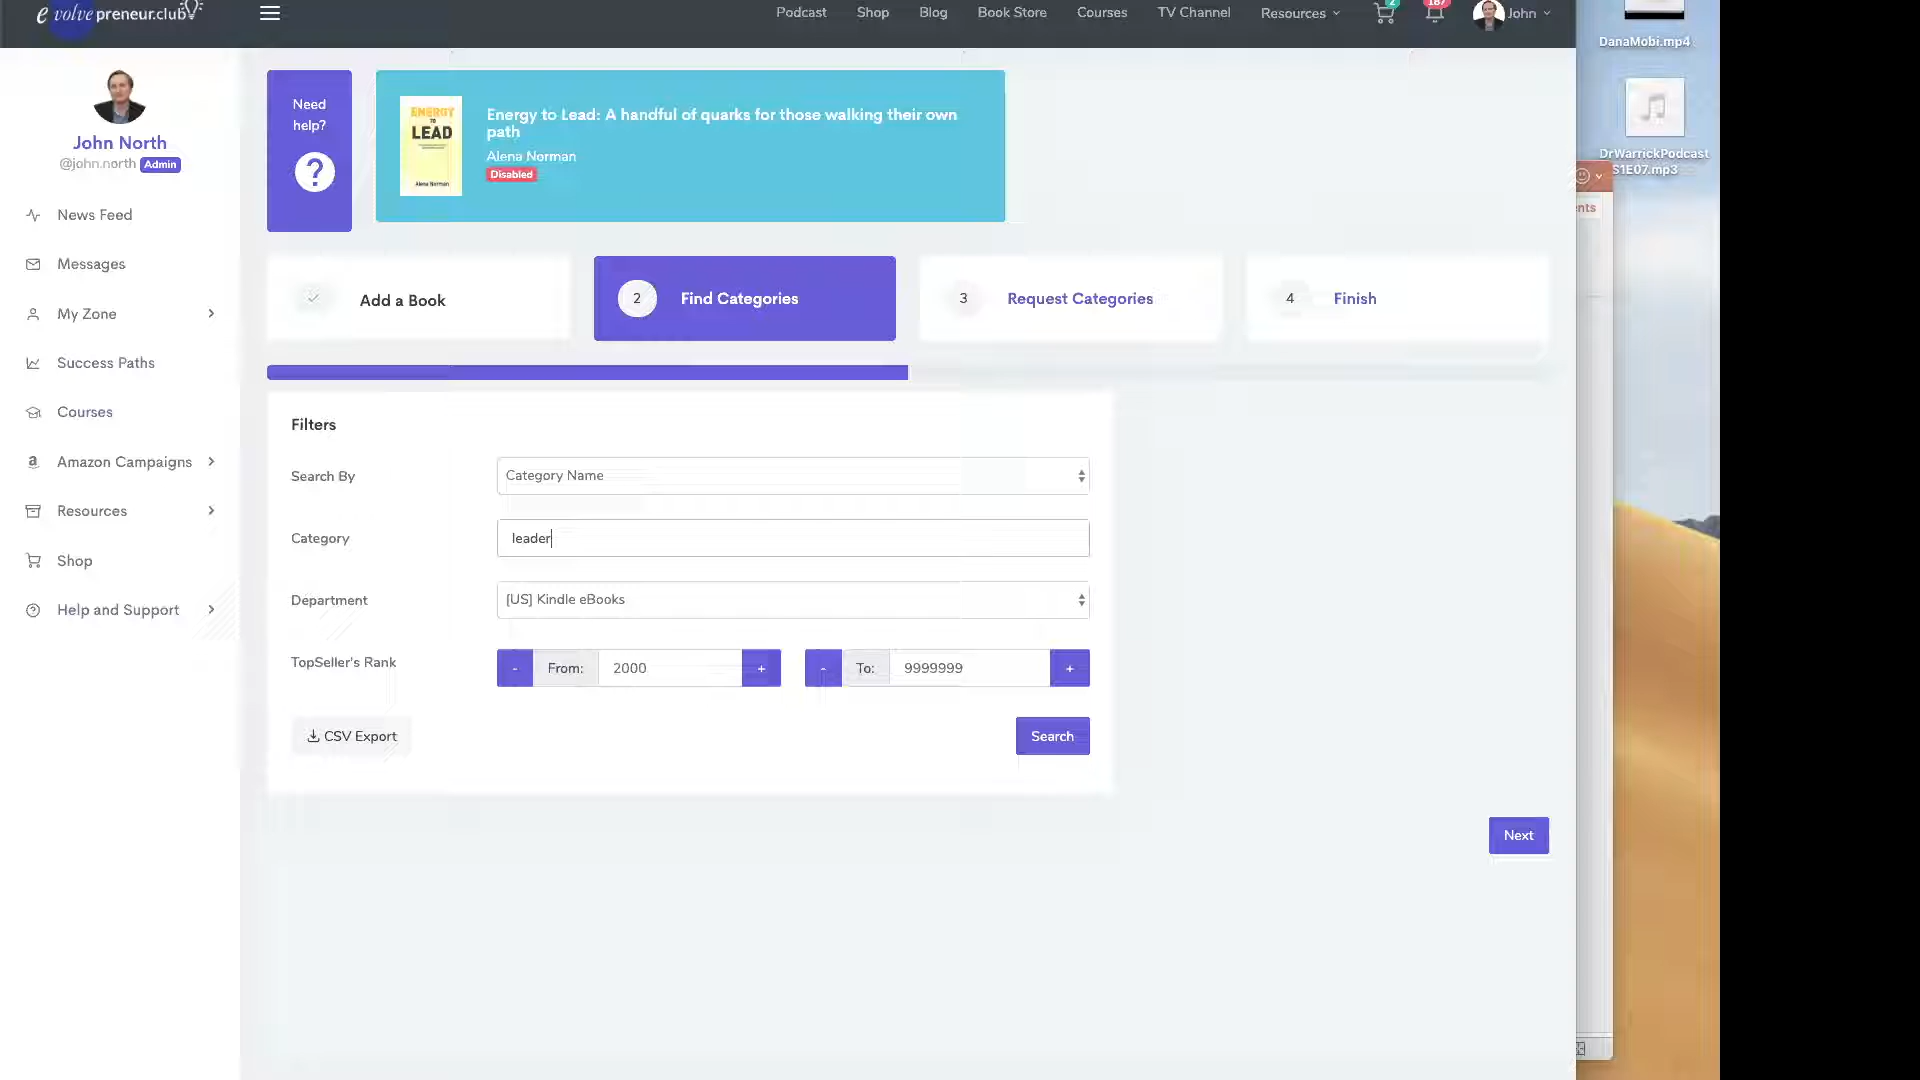 evolvepreneur.club
Podcast
Shop
Blog
Book Store
Courses
TV Channel
Resources
2
187
John
John North
@john.north Admin
News Feed
Messages
My Zone
Success Paths
Courses
Amazon Campaigns
Resources
Shop
Help and Support
Need
help?
?
ENERGY
TO
LEAD
Alena Norman
Energy to Lead: A handful of quarks for those walking their own
path
Alena Norman
Disabled
Add a Book
2 Find Categories
3 Request Categories
4 Finish
Filters
Search By
Category Name
Category
leader
Department
[US] Kindle eBooks
TopSeller's Rank
- From: 2000 +
- To: 9999999 +
CSV Export
Search
Next
DanaMobi.mp4
DrWarrickPodcast
S1E07.mp3
nts